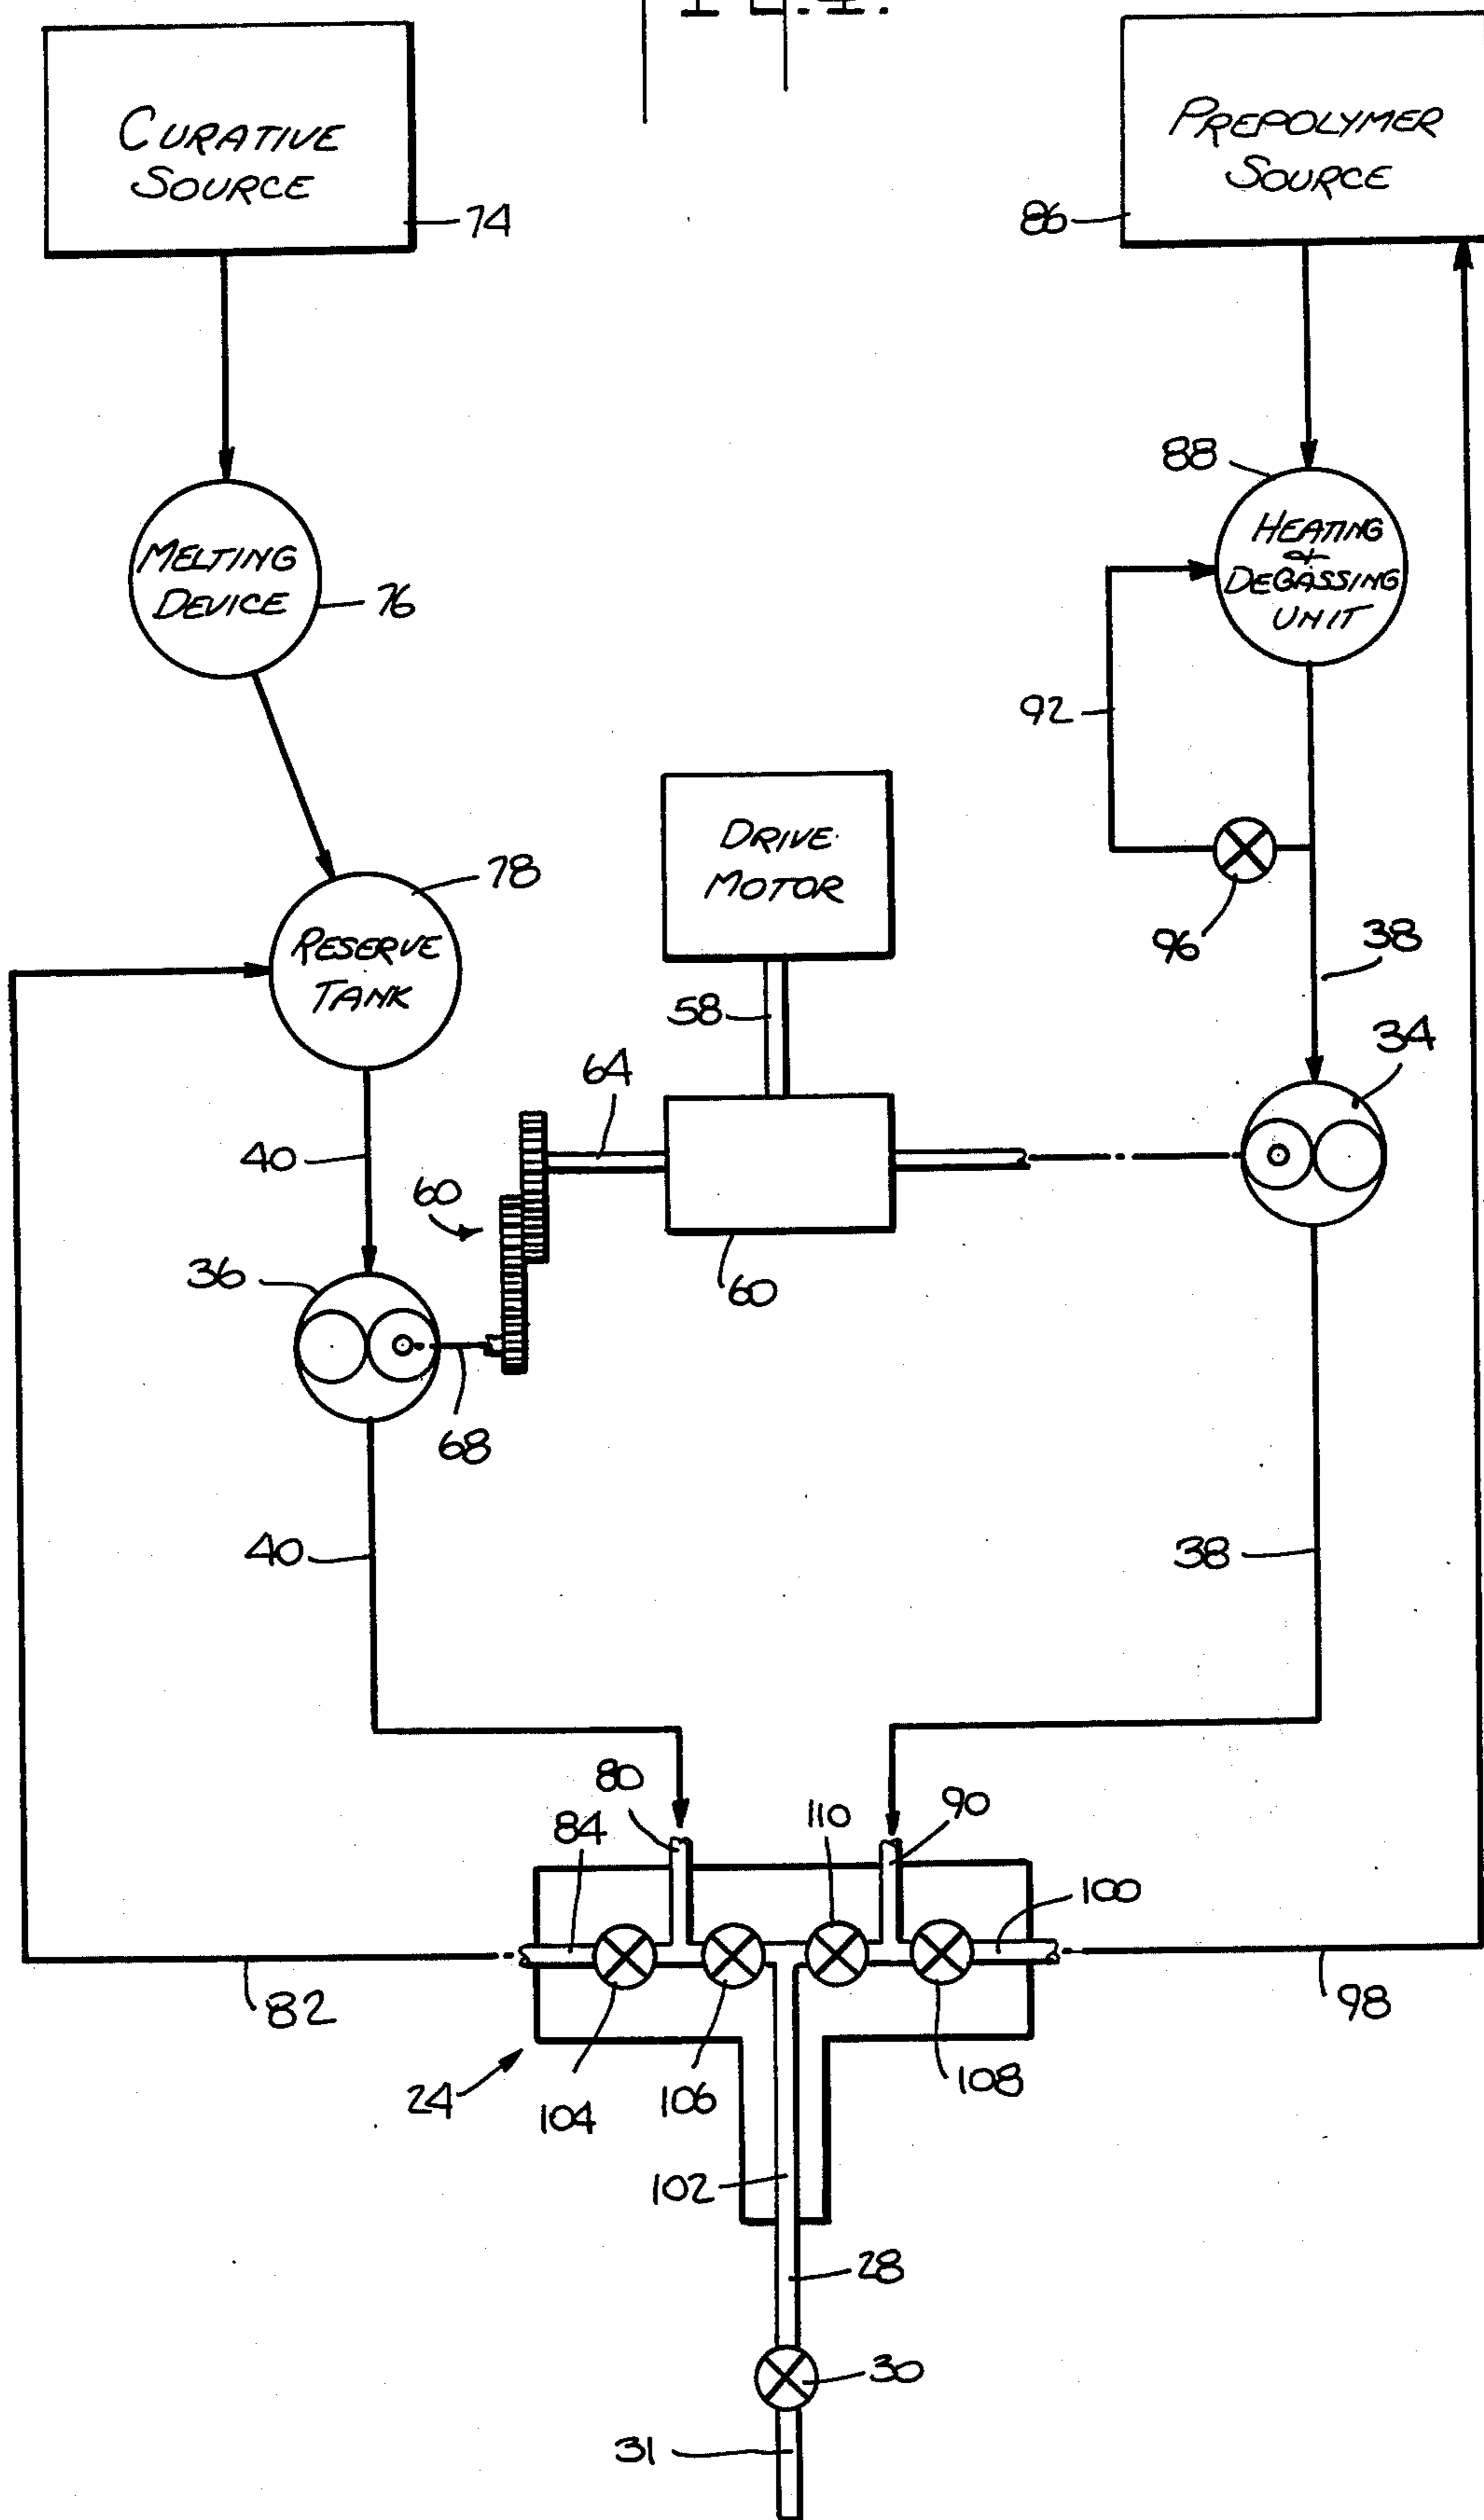 CURATIVE
SOURCE
74
PREPOLYMER
SOURCE
86
88
HEATING
&
DEGASSING
UNIT
MELTING
DEVICE
76
92
DRIVE
MOTOR
78
RESERVE
TANK
96
38
58
34
64
40
60
36
60
68
40
38
80
110
90
84
100
82
98
24
104
106
108
102
28
30
31